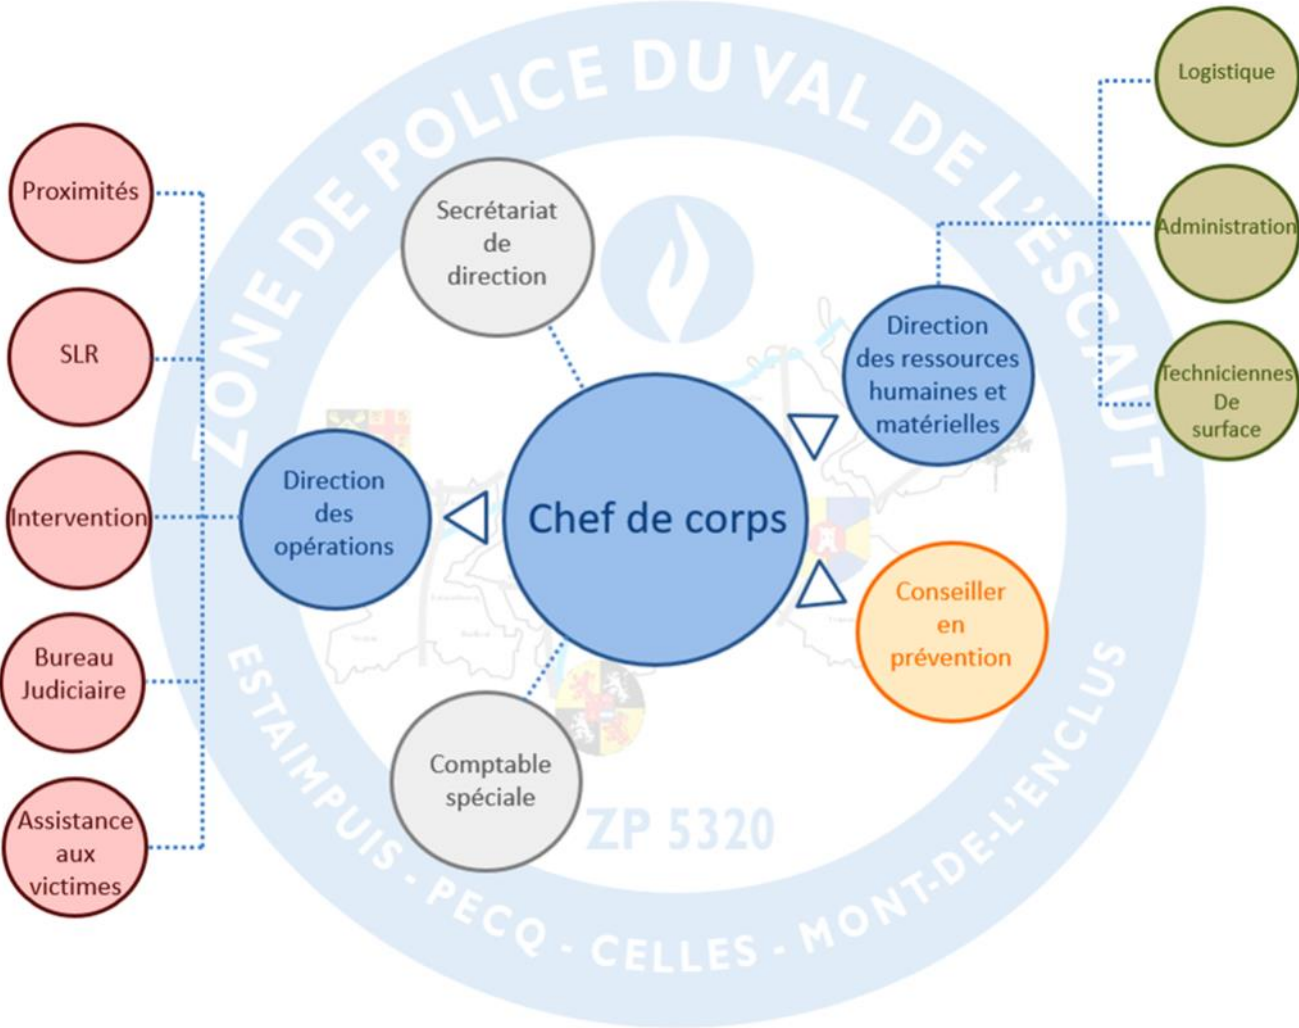 ZONE DE POLICE DU VAL DE L'ESCAUT
Logistique
Administration
Techniciennes
De
surface
Proximités
SLR
Intervention
Bureau
Judiciaire
Assistance
aux
victimes
Secrétariat
de
direction
Direction
des ressources
humaines et
matérielles
Direction
des
opérations
Chef de corps
Conseiller
en
prévention
Comptable
spéciale
ZP 5320
ESTAIMPUIS - PECQ - CELLES - MONT-DE-L'ENCLUS